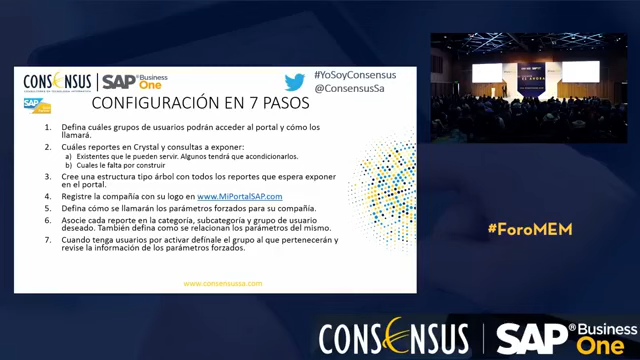 CONSENSUS
SAP®Business
One
#YoSoyConsensus
@ConsensusSa
SAP
CONFIGURACIÓN EN 7 PASOS
1. Defina cuáles grupos de usuarios podrán acceder al portal y cómo los
llamará.
2. Cuáles reportes en Crystal y consultas a exponer:
a) Existentes que le pueden servir. Algunos tendrá que acondicionarlos.
b) Cuales le falta por construir
3. Cree una estructura tipo árbol con todos los reportes que espera exponer
en el portal.
4. Registre la compañía con su logo en www.MiPortalSAP.com
5. Defina cómo se llamarán los parámetros forzados para su compañía.
6. Asocie cada reporte en la categoría, subcategoría y grupo de usuario
deseado. También defina como se relacionan los parámetros del mismo.
7. Cuando tenga usuarios por activar defínale el grupo al que pertenecerán y
revise la información de los parámetros forzados.
www.consensussa.com
#ForoMEM
CONSENSUS
SAP®Business
One